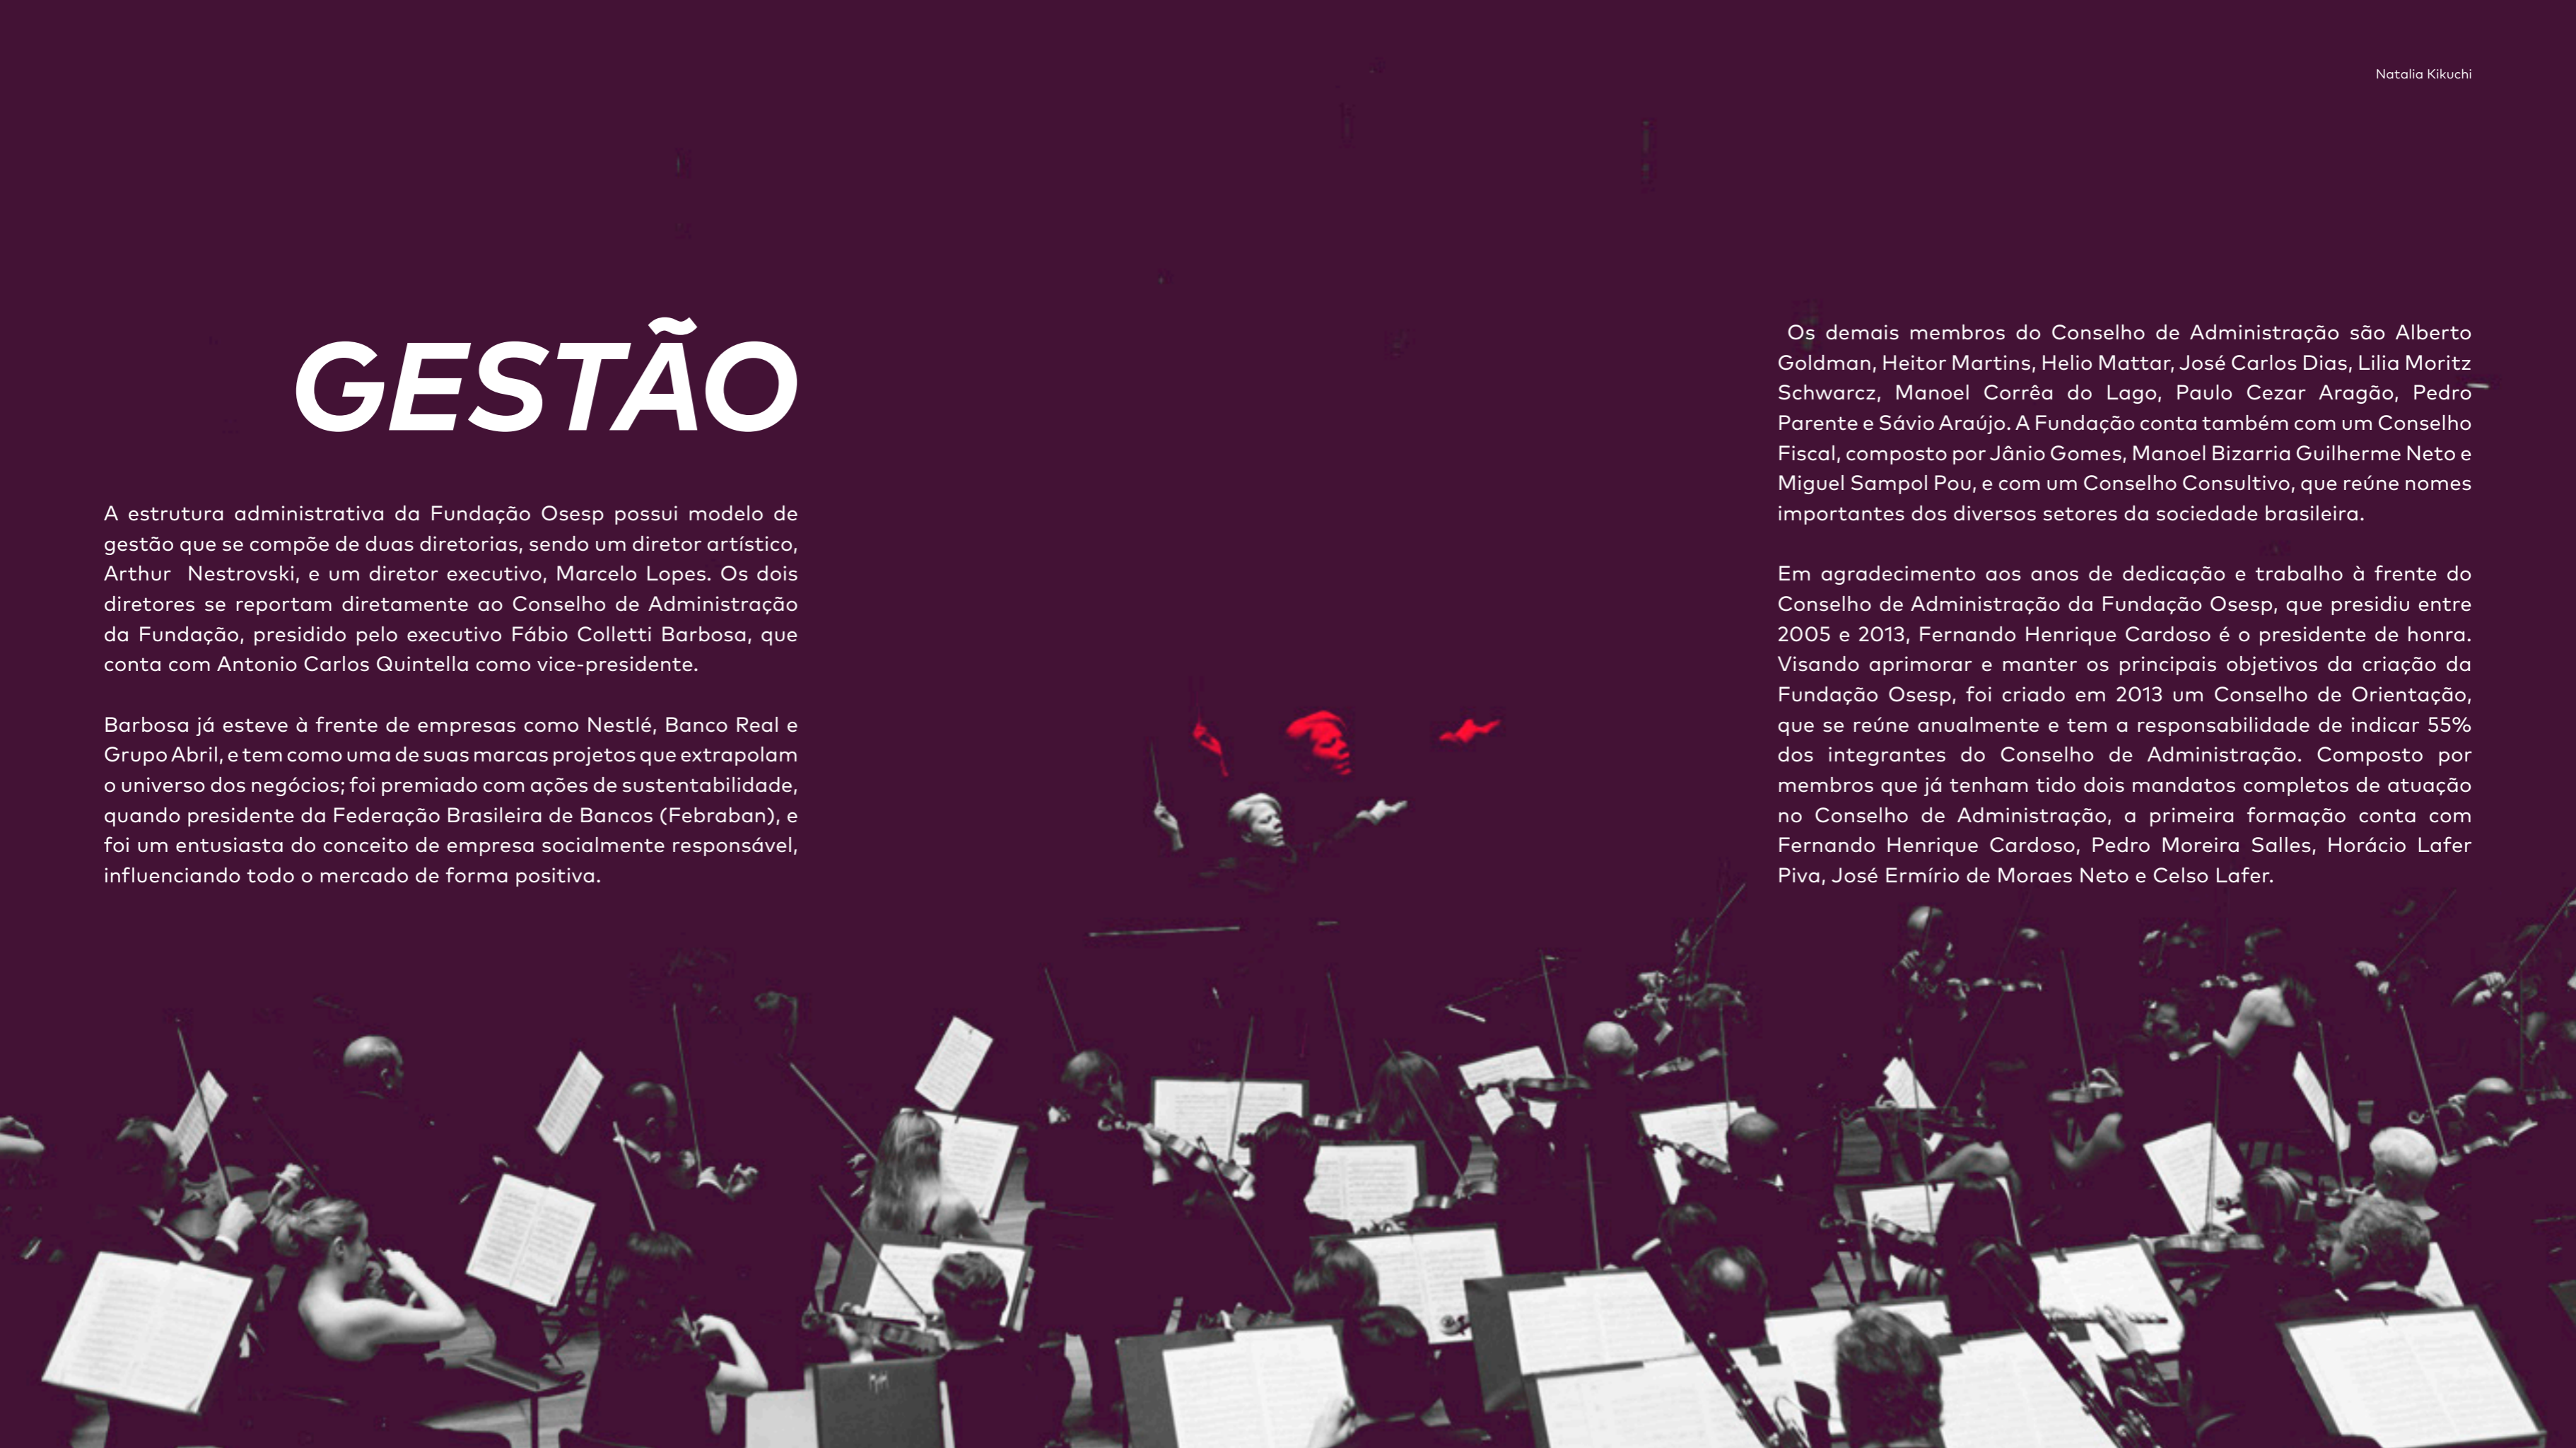 Natalia Kikuchi
GESTÃO
A estrutura administrativa da Fundação Osesp possui modelo de
gestão que se compõe de duas diretorias, sendo um diretor artístico,
Arthur Nestrovski, e um diretor executivo, Marcelo Lopes. Os dois
diretores se reportam diretamente ao Conselho de Administração
da Fundação, presidido pelo executivo Fábio Colletti Barbosa, que
conta com Antonio Carlos Quintella como vice-presidente.
Barbosa já esteve à frente de empresas como Nestlé, Banco Real e
Grupo Abril, e tem como uma de suas marcas projetos que extrapolam
o universo dos negócios; foi premiado com ações de sustentabilidade,
quando presidente da Federação Brasileira de Bancos (Febraban), e
foi um entusiasta do conceito de empresa socialmente responsável,
influenciando todo o mercado de forma positiva.
Os demais membros do Conselho de Administração são Alberto
Goldman, Heitor Martins, Helio Mattar, José Carlos Dias, Lilia Moritz
Schwarcz, Manoel Corrêa do Lago, Paulo Cezar Aragão, Pedro
Parente e Sávio Araújo. A Fundação conta também com um Conselho
Fiscal, composto por Jânio Gomes, Manoel Bizarria Guilherme Neto e
Miguel Sampol Pou, e com um Conselho Consultivo, que reúne nomes
importantes dos diversos setores da sociedade brasileira.
Em agradecimento aos anos de dedicação e trabalho à frente do
Conselho de Administração da Fundação Osesp, que presidiu entre
2005 e 2013, Fernando Henrique Cardoso é o presidente de honra.
Visando aprimorar e manter os principais objetivos da criação da
Fundação Osesp, foi criado em 2013 um Conselho de Orientação,
que se reúne anualmente e tem a responsabilidade de indicar 55%
dos integrantes do Conselho de Administração. Composto por
membros que já tenham tido dois mandatos completos de atuação
no Conselho de Administração, a primeira formação conta com
Fernando Henrique Cardoso, Pedro Moreira Salles, Horácio Lafer
Piva, José Ermírio de Moraes Neto e Celso Lafer.